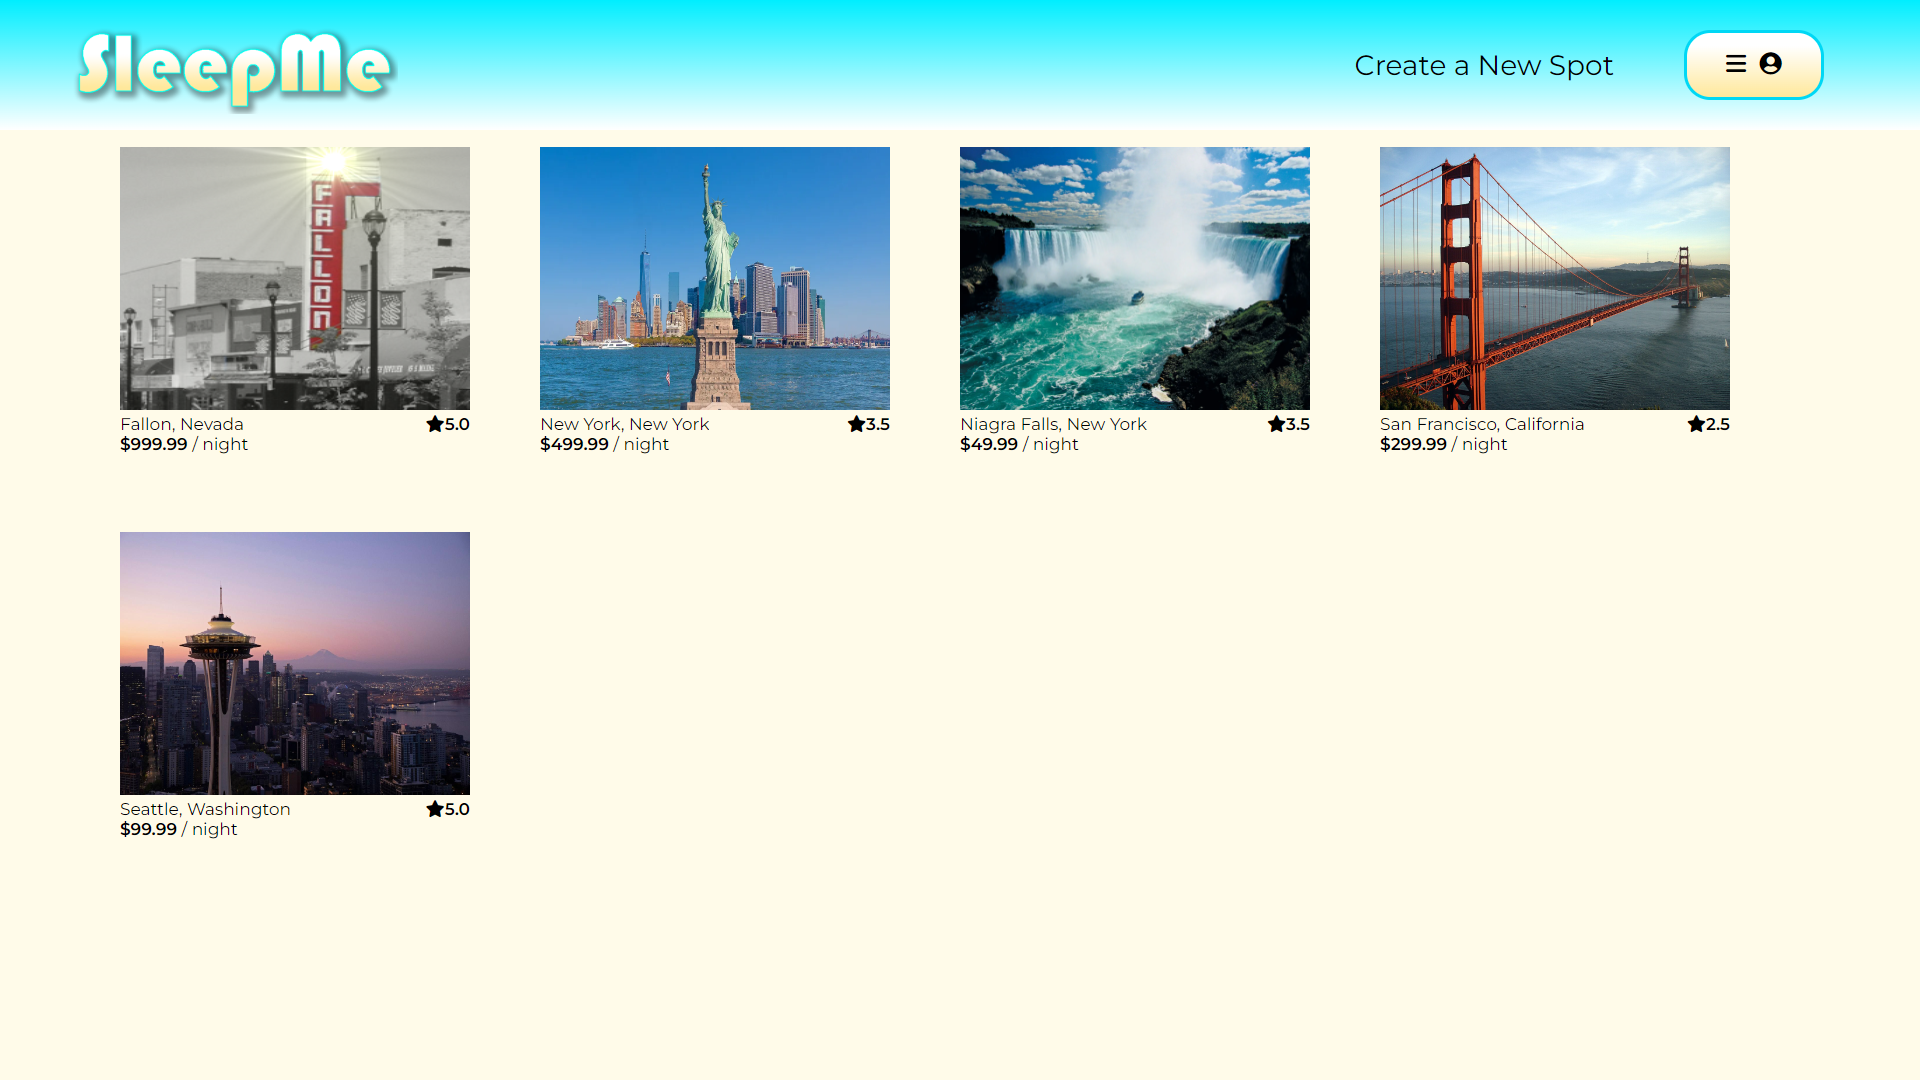 SleepMe
Create a New Spot
FALLON
Fallon, Nevada
5.0
$999.99 / night
New York, New York
3.5
$499.99 / night
Niagra Falls, New York
3.5
$49.99 / night
San Francisco, California
2.5
$299.99 / night
Seattle, Washington
5.0
$99.99 / night